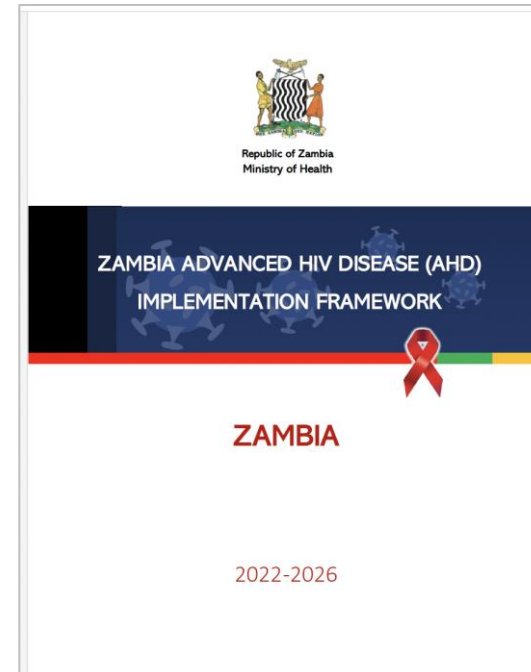 Republic of Zambia
Ministry of Health
ZAMBIA ADVANCED HIV DISEASE (AHD)
IMPLEMENTATION FRAMEWORK
ZAMBIA
2022-2026